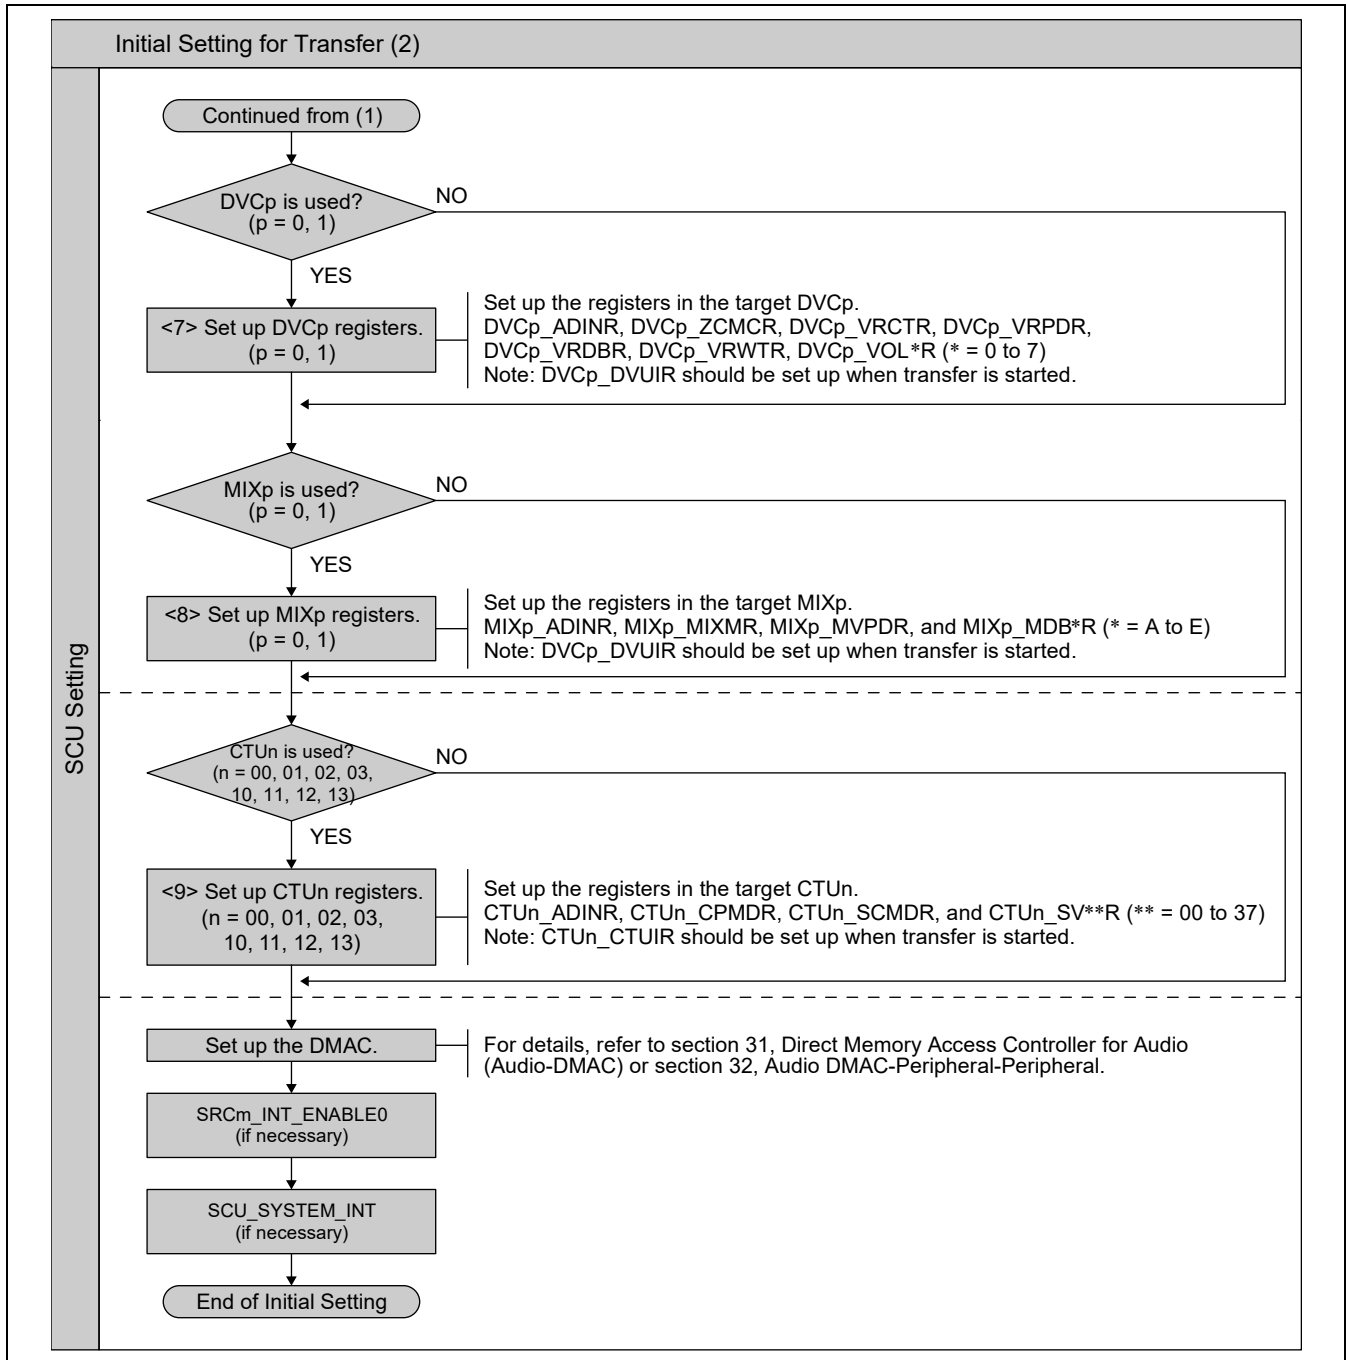 Initial Setting for Transfer (2)
SCU Setting
Continued from (1)
DVCp is used?
(p = 0, 1)
NO
YES
<7> Set up DVCp registers.
(p = 0, 1)
Set up the registers in the target DVCp.
DVCp_ADINR, DVCp_ZCMCR, DVCp_VRCTR, DVCp_VRPDR,
DVCp_VRDBR, DVCp_VRWTR, DVCp_VOL*R (* = 0 to 7)
Note: DVCp_DVUIR should be set up when transfer is started.
MIXp is used?
(p = 0, 1)
NO
YES
<8> Set up MIXp registers.
(p = 0, 1)
Set up the registers in the target MIXp.
MIXp_ADINR, MIXp_MIXMR, MIXp_MVPDR, and MIXp_MDB*R (* = A to E)
Note: DVCp_DVUIR should be set up when transfer is started.
CTUn is used?
(n = 00, 01, 02, 03,
10, 11, 12, 13)
NO
YES
<9> Set up CTUn registers.
(n = 00, 01, 02, 03,
10, 11, 12, 13)
Set up the registers in the target CTUn.
CTUn_ADINR, CTUn_CPMDR, CTUn_SCMDR, and CTUn_SV**R (** = 00 to 37)
Note: CTUn_CTUIR should be set up when transfer is started.
Set up the DMAC.
For details, refer to section 31, Direct Memory Access Controller for Audio
(Audio-DMAC) or section 32, Audio DMAC-Peripheral-Peripheral.
SRCm_INT_ENABLE0
(if necessary)
SCU_SYSTEM_INT
(if necessary)
End of Initial Setting